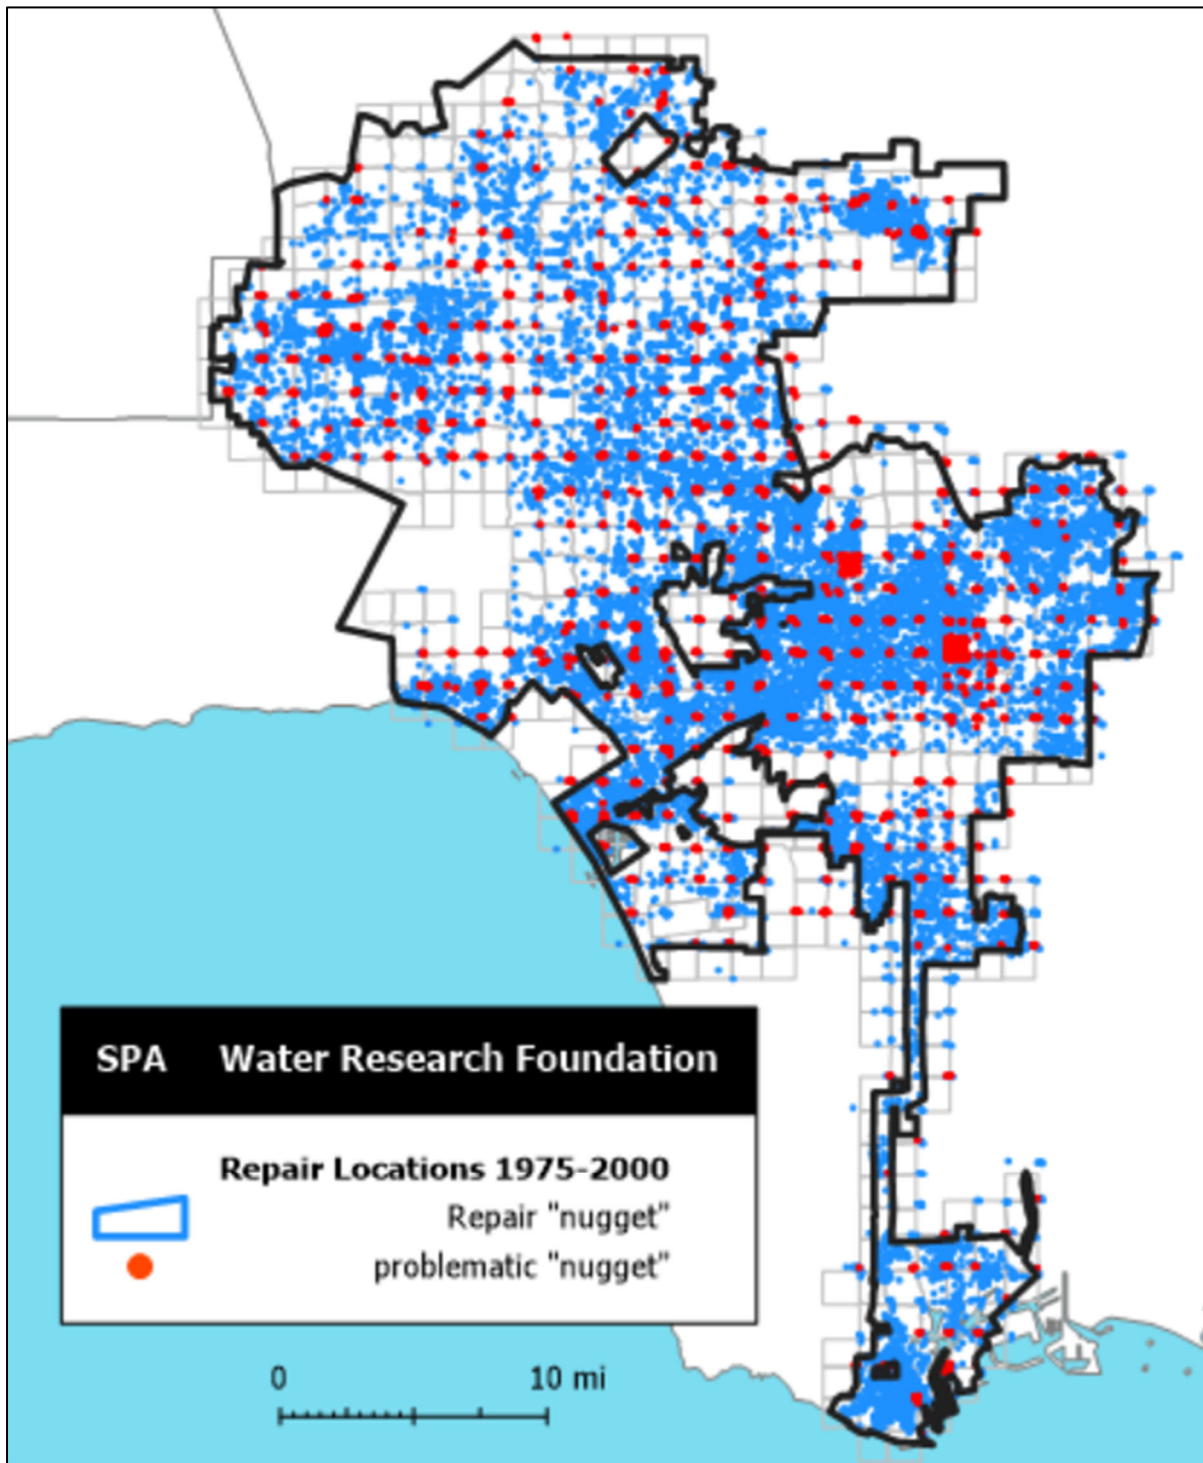 SPA Water Research Foundation
Repair Locations 1975-2000
Repair "nugget"
problematic "nugget"
0 10 mi